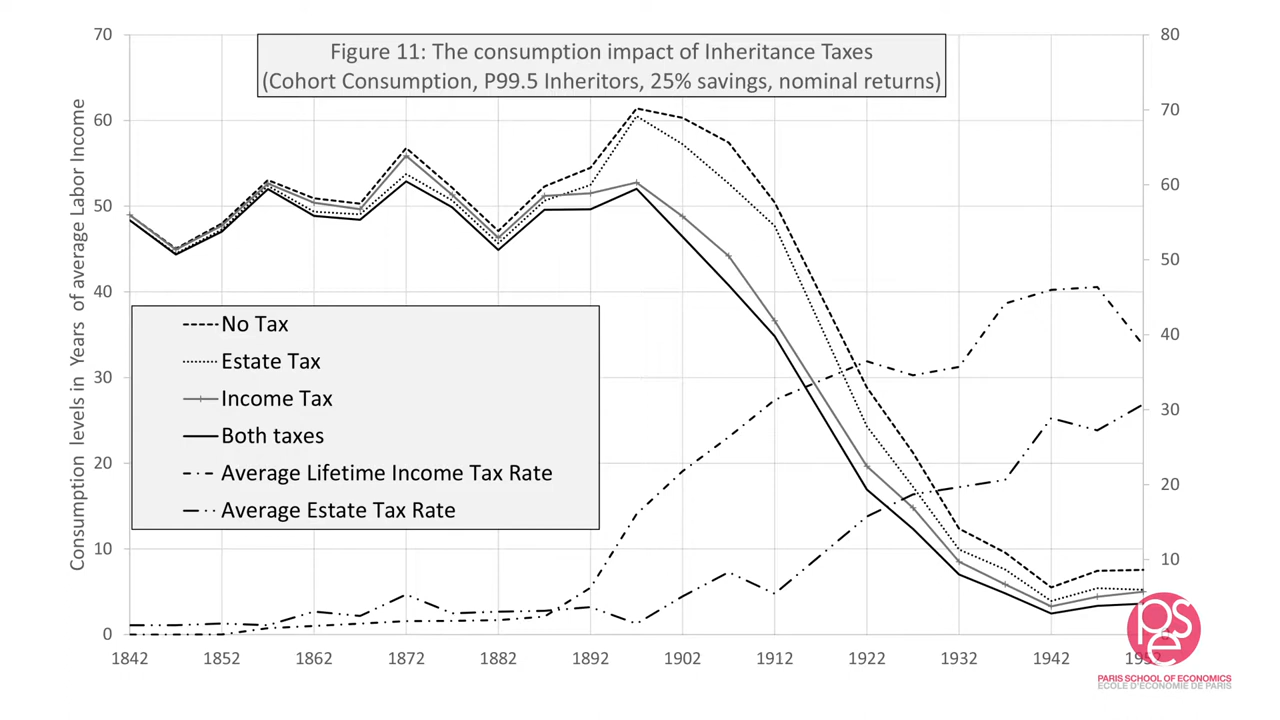 Figure 11: The consumption impact of Inheritance Taxes
(Cohort Consumption, P99.5 Inheritors, 25% savings, nominal returns)
Consumption levels in Years of average Labor Income
70
60
50
40
30
20
10
0
80
70
60
50
40
30
20
10
No Tax
Estate Tax
Income Tax
Both taxes
Average Lifetime Income Tax Rate
Average Estate Tax Rate
1842 1852 1862 1872 1882 1892 1902 1912 1922 1932 1942 1952
pse
PARIS SCHOOL OF ECONOMICS
ECOLE D'ECONOMIE DE PARIS